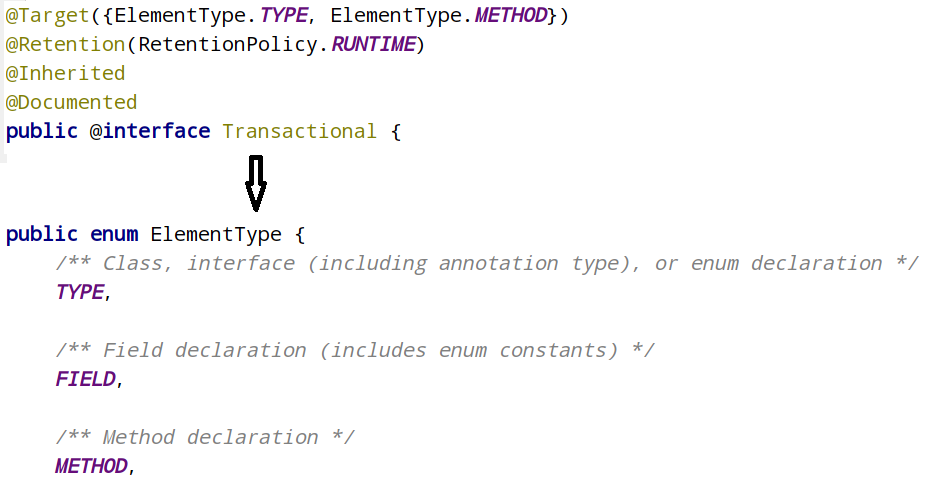 @Target({ElementType.TYPE, ElementType.METHOD})
@Retention(RetentionPolicy.RUNTIME)
@Inherited
@Documented
public @interface Transactional {
public enum ElementType {
/** Class, interface (including annotation type), or enum declaration */
TYPE,
/** Field declaration (includes enum constants) */
FIELD,
/** Method declaration */
METHOD,